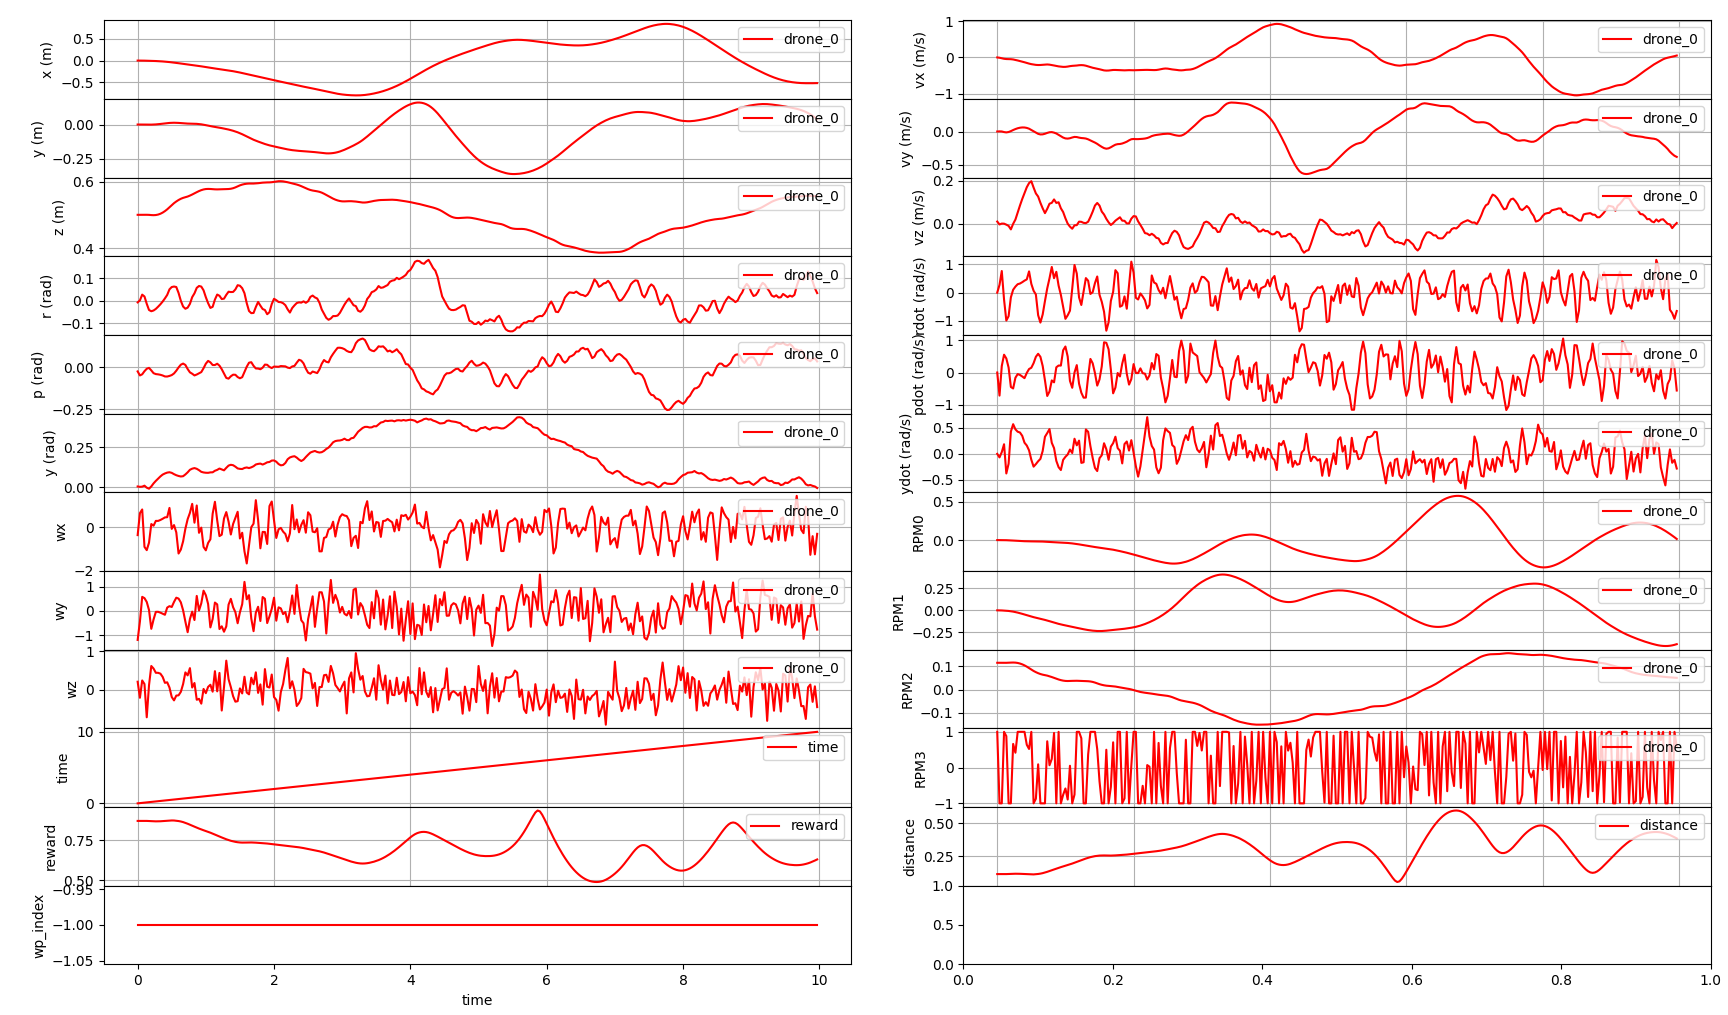 x (m)
0.5
0.0
−0.5
drone_0
y (m)
0.00
−0.25
drone_0
z (m)
0.6
0.4
drone_0
r (rad)
0.1
0.0
−0.1
drone_0
p (rad)
0.00
−0.25
drone_0
y (rad)
0.25
0.00
drone_0
wx
0
−2
drone_0
wy
1
0
−1
drone_0
wz
1
0
drone_0
time
10
0
time
reward
0.75
0.50
reward
wp_index
−0.95
−1.00
−1.05
0 2 4 6 8 10
time
vx (m/s)
1
0
−1
drone_0
vy (m/s)
0.0
−0.5
drone_0
vz (m/s)
0.2
0.0
drone_0
rdot (rad/s)
1
0
−1
drone_0
pdot (rad/s)
1
0
−1
drone_0
ydot (rad/s)
0.5
0.0
−0.5
drone_0
RPM0
0.5
0.0
drone_0
RPM1
0.25
0.00
−0.25
drone_0
RPM2
0.1
0.0
−0.1
drone_0
RPM3
1
0
−1
drone_0
distance
0.50
0.25
distance
1.0
0.5
0.0
0.0 0.2 0.4 0.6 0.8 1.0